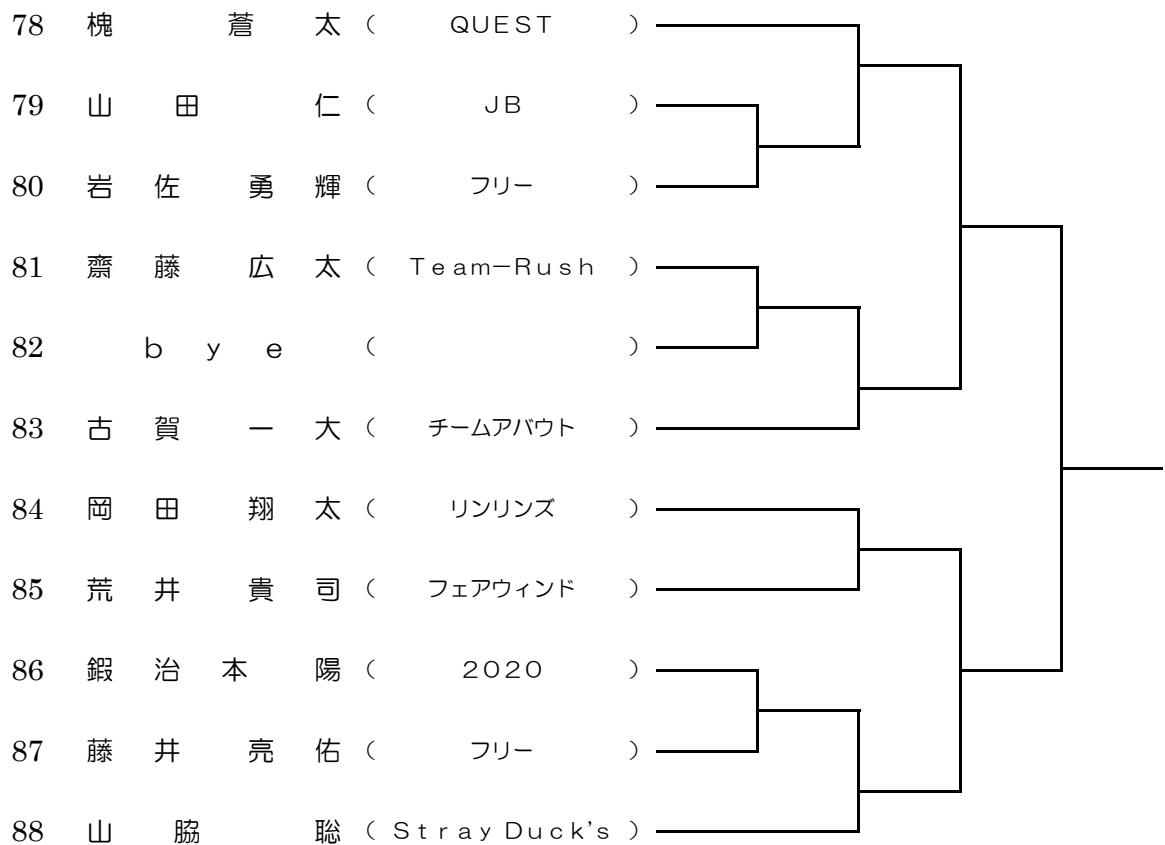 78 槐 蒼 太 ( QUEST )
79 山 田 仁 ( JB )
80 岩 佐 勇 輝 ( フリー )
81 齋 藤 広 太 ( Team−Rush )
82 bye ( )
83 古 賀 一 大 ( チームアバウト )
84 岡 田 翔 太 ( リンリンズ )
85 荒 井 貴 司 ( フェアウィンド )
86 鍜 治 本 陽 ( 2020 )
87 藤 井 亮 佑 ( フリー )
88 山 脇 聡 ( Stray Duck's )